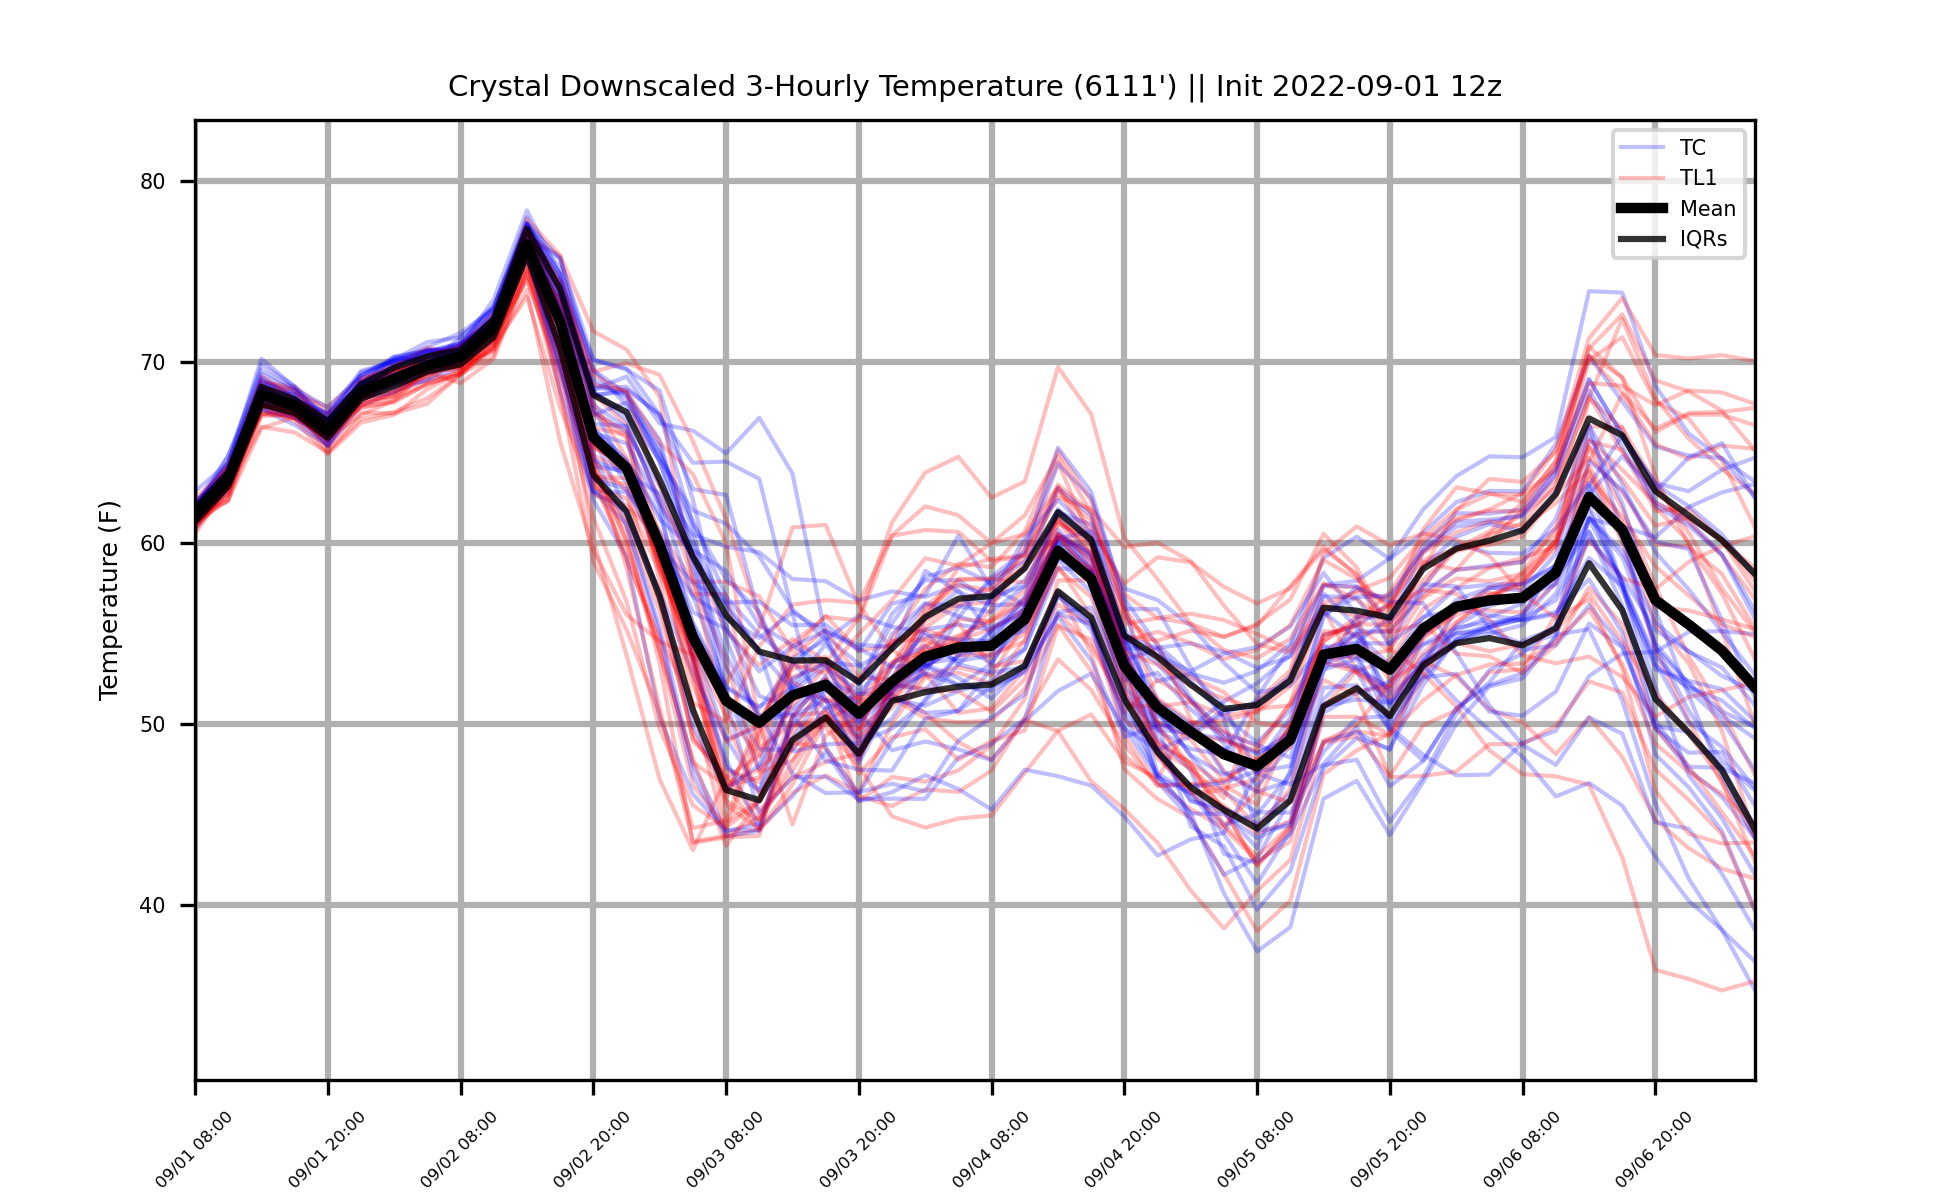 Crystal Downscaled 3-Hourly Temperature (6111') || Init 2022-09-01 12z
TC
TL1
Mean
IQRs
Temperature (F)
80
70
60
50
40
09/01 08:00
09/01 20:00
09/02 08:00
09/02 20:00
09/03 08:00
09/03 20:00
09/04 08:00
09/04 20:00
09/05 08:00
09/05 20:00
09/06 08:00
09/06 20:00